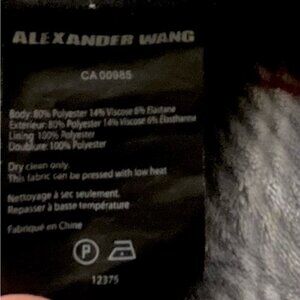 ALEXANDER WANG
CA 00985
Body: 80% Polyester 14% Viscose 6% Elastane
Exterieur: 80% Polyester 14% Viscose 6% Elasthanne
Lining: 100% Polyester
Doublure: 100% Polyester
Dry clean only.
This fabric can be pressed with low heat
Nettoyage à sec seulement.
Repasser à basse température
Fabriqué en Chine
P
12375